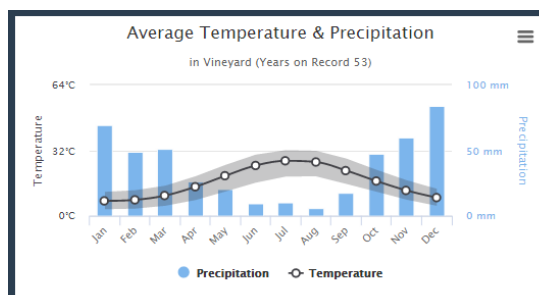 Average Temperature & Precipitation
in Vineyard (Years on Record 53)
64°C
100 mm
32°C
50 mm
0°C
0 mm
Temperature
Precipitation
Jan Feb Mar Apr May Jun Jul Aug Sep Oct Nov Dec
Precipitation Temperature